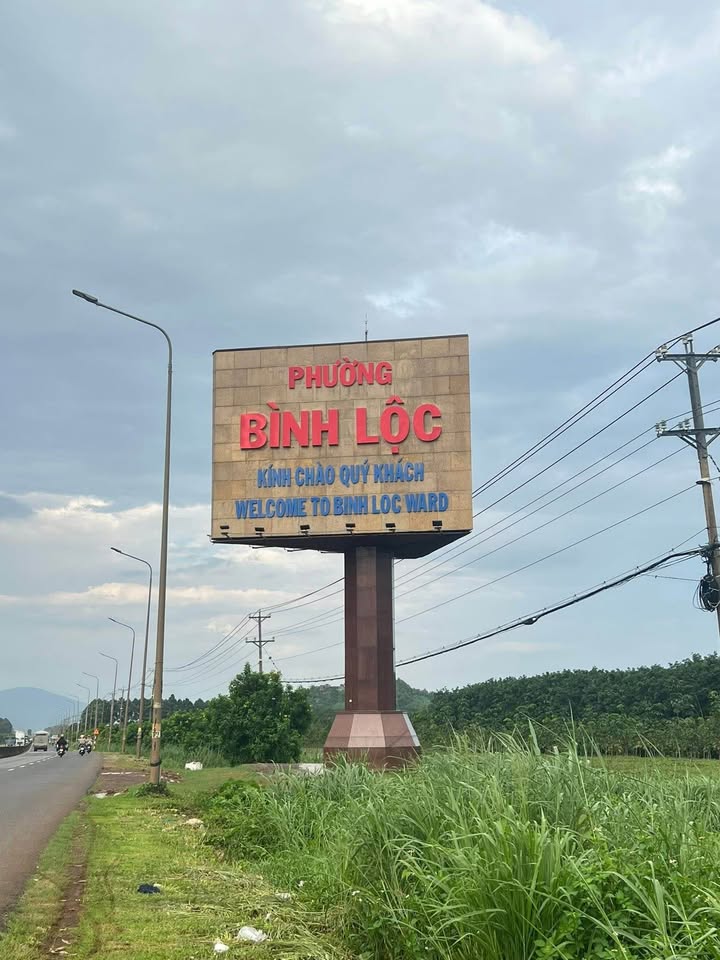 PHƯỜNG
BÌNH LỘC
KÍNH CHÀO QUÝ KHÁCH
WELCOME TO BINH LOC WARD